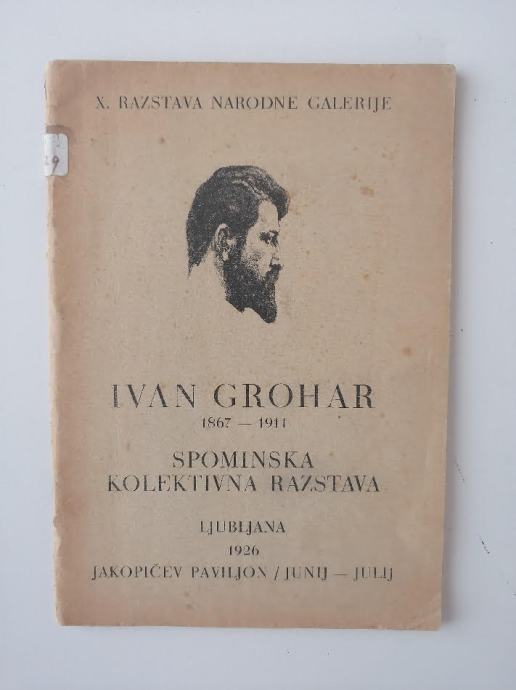 X. RAZSTAVA NARODNE GALERIJE
IVAN GROHAR
1867 — 1911
SPOMINSKA
KOLEKTIVNA RAZSTAVA
LJUBLJANA
1926
JAKOPIČEV PAVILJON / JUNIJ — JULIJ